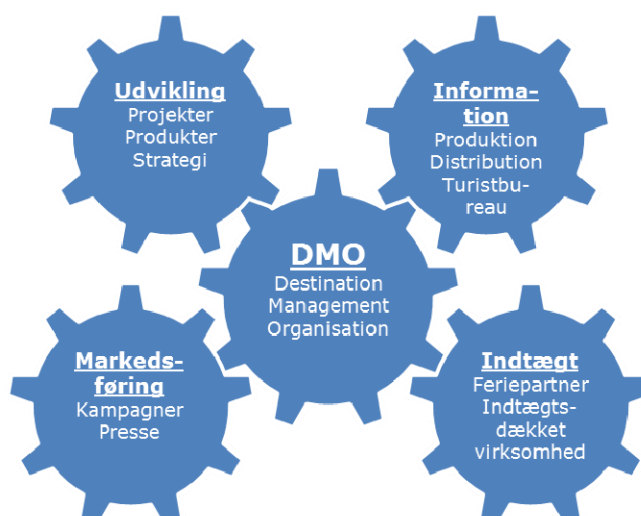 Udvikling
Projekter
Produkter
Strategi
Informa-
tion
Produktion
Distribution
Turistbu-
reau
DMO
Destination
Management
Organisation
Markeds-
føring
Kampagner
Presse
Indtægt
Feriepartner
Indtægts-
dækket
virksomhed